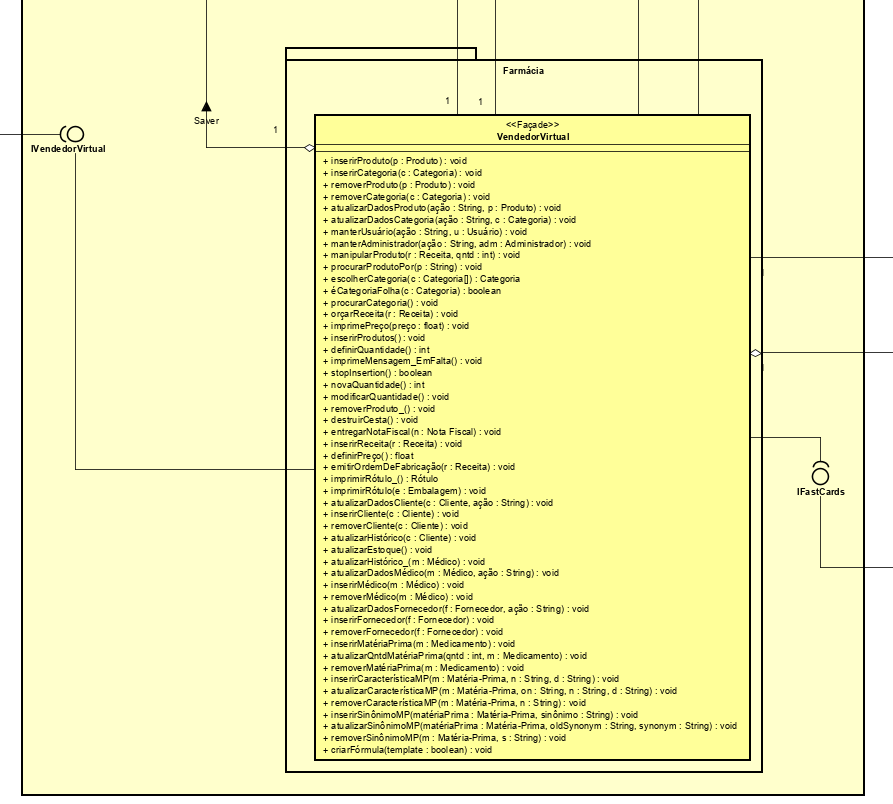 Farmácia
1
1
Saver
1
IVendedorVirtual
<<Façade>>
VendedorVirtual
+ inserirProduto(p : Produto) : void
+ inserirCategoria(c : Categoria) : void
+ removerProduto(p : Produto) : void
+ removerCategoria(c : Categoria) : void
+ atualizarDadosProduto(ação : String, p : Produto) : void
+ atualizarDadosCategoria(ação : String, c : Categoria) : void
+ manterUsuário(ação : String, u : Usuário) : void
+ manterAdministrador(ação : String, adm : Administrador) : void
+ manipularProduto(r : Receita, qntd : int) : void
+ procurarProdutoPor(p : String) : void
+ escolherCategoria(c : Categoria[]) : Categoria
+ éCategoriaFolha(c : Categoria) : boolean
+ procurarCategoria() : void
+ orçarReceita(r : Receita) : void
+ imprimePreço(preço : float) : void
+ inserirProdutos() : void
+ definirQuantidade() : int
+ imprimeMensagem_EmFalta() : void
+ stopInsertion() : boolean
+ novaQuantidade() : int
+ modificarQuantidade() : void
+ removerProduto_() : void
+ destruirCesta() : void
+ entregarNotaFiscal(n : Nota Fiscal) : void
+ inserirReceita(r : Receita) : void
+ definirPreço() : float
+ emitirOrdemDeFabricação(r : Receita) : void
+ imprimirRótulo_() : Rótulo
+ imprimirRótulo(e : Embalagem) : void
+ atualizarDadosCliente(c : Cliente, ação : String) : void
+ inserirCliente(c : Cliente) : void
+ removerCliente(c : Cliente) : void
+ atualizarHistórico(c : Cliente) : void
+ atualizarEstoque() : void
+ atualizarHistórico_(m : Médico) : void
+ atualizarDadosMédico(m : Médico, ação : String) : void
+ inserirMédico(m : Médico) : void
+ removerMédico(m : Médico) : void
+ atualizarDadosFornecedor(f : Fornecedor, ação : String) : void
+ inserirFornecedor(f : Fornecedor) : void
+ removerFornecedor(f : Fornecedor) : void
+ inserirMatériaPrima(m : Medicamento) : void
+ atualizarQntdMatériaPrima(qntd : int, m : Medicamento) : void
+ removerMatériaPrima(m : Medicamento) : void
+ inserirCaracterísticaMP(m : Matéria-Prima, n : String, d : String) : void
+ atualizarCaracterísticaMP(m : Matéria-Prima, on : String, n : String, d : String) : void
+ removerCaracterísticaMP(m : Matéria-Prima, n : String) : void
+ inserirSinônimoMP(matériaPrima : Matéria-Prima, sinônimo : String) : void
+ atualizarSinônimoMP(matériaPrima : Matéria-Prima, oldSynonym : String, synonym : String) : void
+ removerSinônimoMP(m : Matéria-Prima, s : String) : void
+ criarFórmula(template : boolean) : void
IFastCards